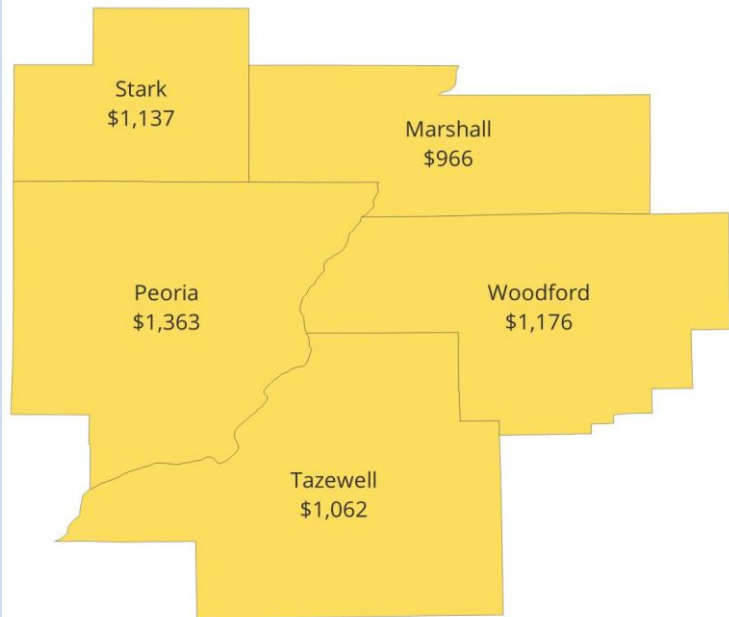 Stark
$1,137
Marshall
$966
Peoria
$1,363
Woodford
$1,176
Tazewell
$1,062